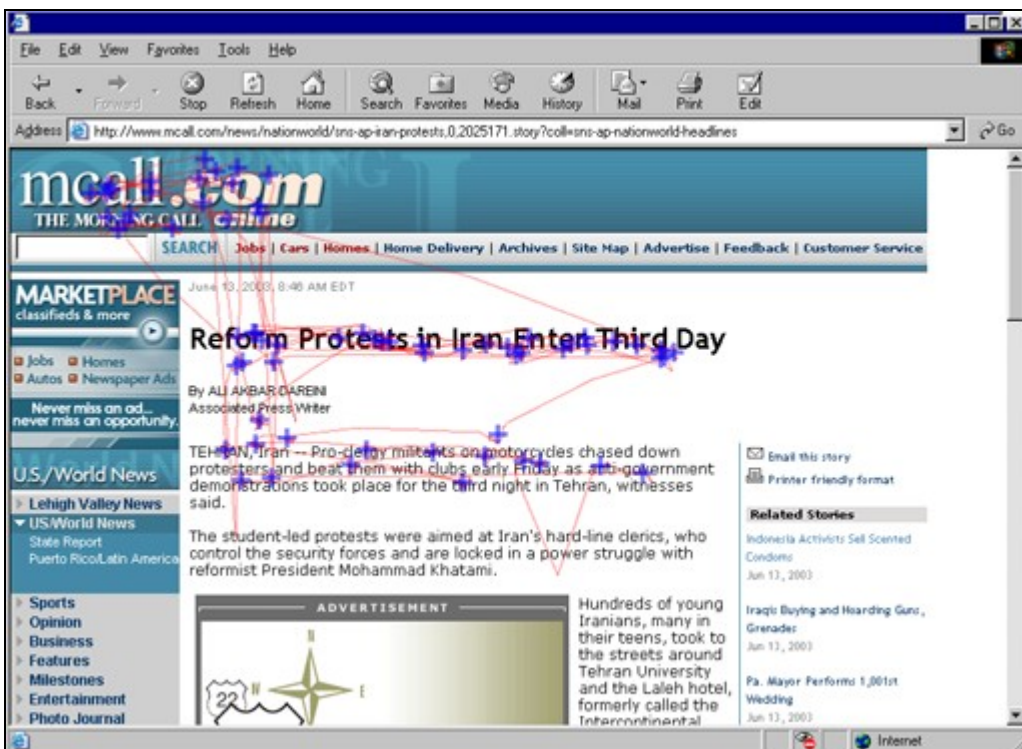 File Edit View Favorites Tools Help
Back Forward Stop Refresh Home Search Favorites Media History Mail Print Edit
Address http://www.mcall.com/news/nationworld/sns-ap-iran-protests,0,2025171.story?coll=sns-ap-nationworld-headlines Go
mcall.com
THE MORNING CALL online
SEARCH Jobs | Cars | Homes | Home Delivery | Archives | Site Map | Advertise | Feedback | Customer Service
MARKETPLACE
classifieds & more
Jobs Homes
Autos Newspaper Ads
Never miss an ad...
never miss an opportunity.
U.S./World News
Lehigh Valley News
US/World News
State Report
Puerto Rico/Latin America
Sports
Opinion
Business
Features
Milestones
Entertainment
Photo Journal
June 13, 2003, 8:46 AM EDT
Reform Protests in Iran Enter Third Day
By ALI AKBAR DAREINI
Associated Press Writer
TEHRAN, Iran -- Pro-clergy militants on motorcycles chased down
protesters and beat them with clubs early Friday as anti-government
demonstrations took place for the third night in Tehran, witnesses
said.
The student-led protests were aimed at Iran's hard-line clerics, who
control the security forces and are locked in a power struggle with
reformist President Mohammad Khatami.
ADVERTISEMENT
N
W E
22
Hundreds of young
Iranians, many in
their teens, took to
the streets around
Tehran University
and the Laleh hotel,
formerly called the
Intercontinental
Email this story
Printer friendly format
Related Stories
Indonesia Activists Sell Scented
Condoms
Jun 13, 2003
Iraqis Buying and Hoarding Guns,
Grenades
Jun 13, 2003
Pa. Mayor Performs 1,001st
Wedding
Jun 13, 2003
Internet